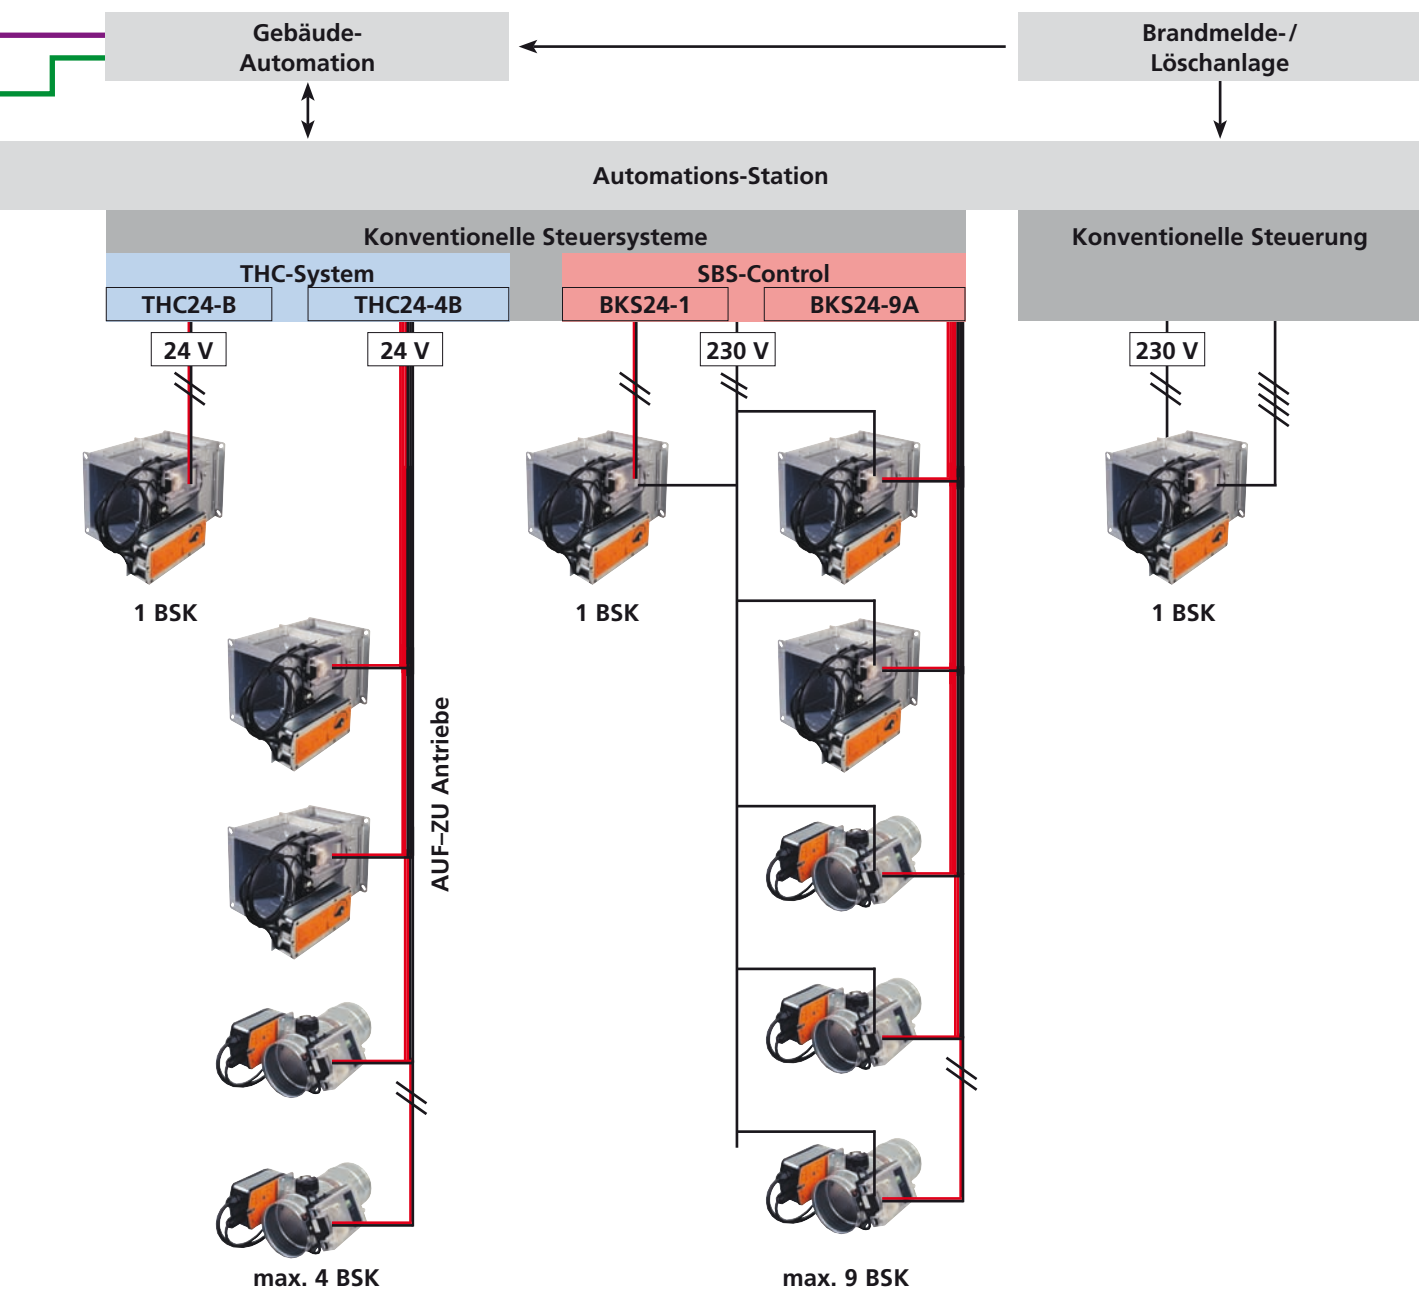 Gebäude-
Automation
Brandmelde-/
Löschanlage
Automations-Station
Konventionelle Steuersysteme
Konventionelle Steuerung
THC-System
SBS-Control
THC24-B
THC24-4B
BKS24-1
BKS24-9A
24 V
24 V
230 V
230 V
1 BSK
1 BSK
1 BSK
AUF–ZU Antriebe
max. 4 BSK
max. 9 BSK